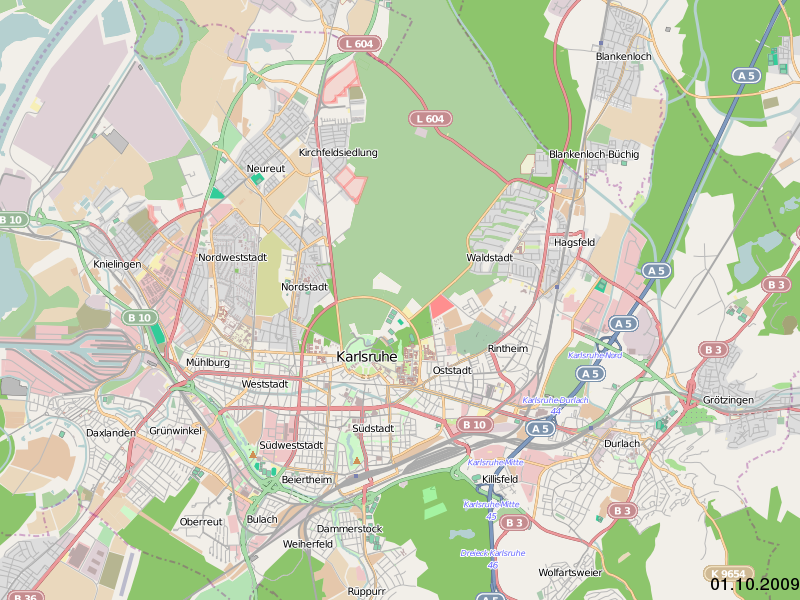 L 604
Blankenloch
A 5
L 604
Kirchfeldsiedlung
Blankenloch-Büchig
Neureut
B 10
Hagsfeld
Nordweststadt
Waldstadt
Knielingen
A 5
Nordstadt
B 3
B 10
A 5
B 3
Rintheim
Karlsruhe-Nord
Karlsruhe
Mühlburg
Oststadt
A 5
Weststadt
Karlsruhe-Durlach
44
Grötzingen
B 10
A 5
Südstadt
Daxlanden
Grünwinkel
Südweststadt
Durlach
Karlsruhe-Mitte
Beiertheim
Killisfeld
Karlsruhe-Mitte
45
B 3
Oberreut
Bulach
B 3
Dammerstock
Weiherfeld
Dreieck Karlsruhe
46
Wolfartsweier
K 9654
01.10.2009
Rüppurr
B 36
A 5